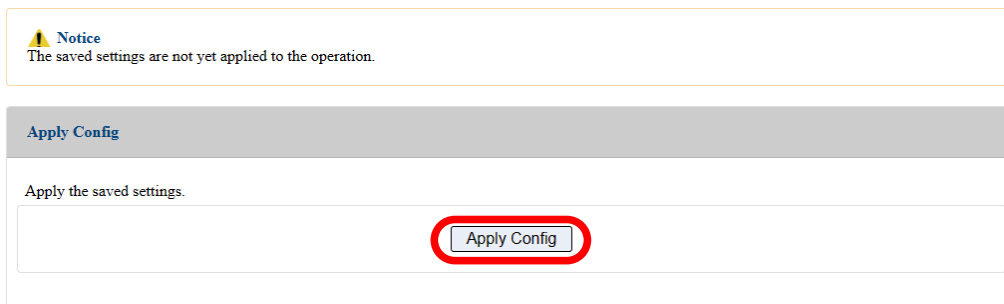 Notice
The saved settings are not yet applied to the operation.
Apply Config
Apply the saved settings.
Apply Config